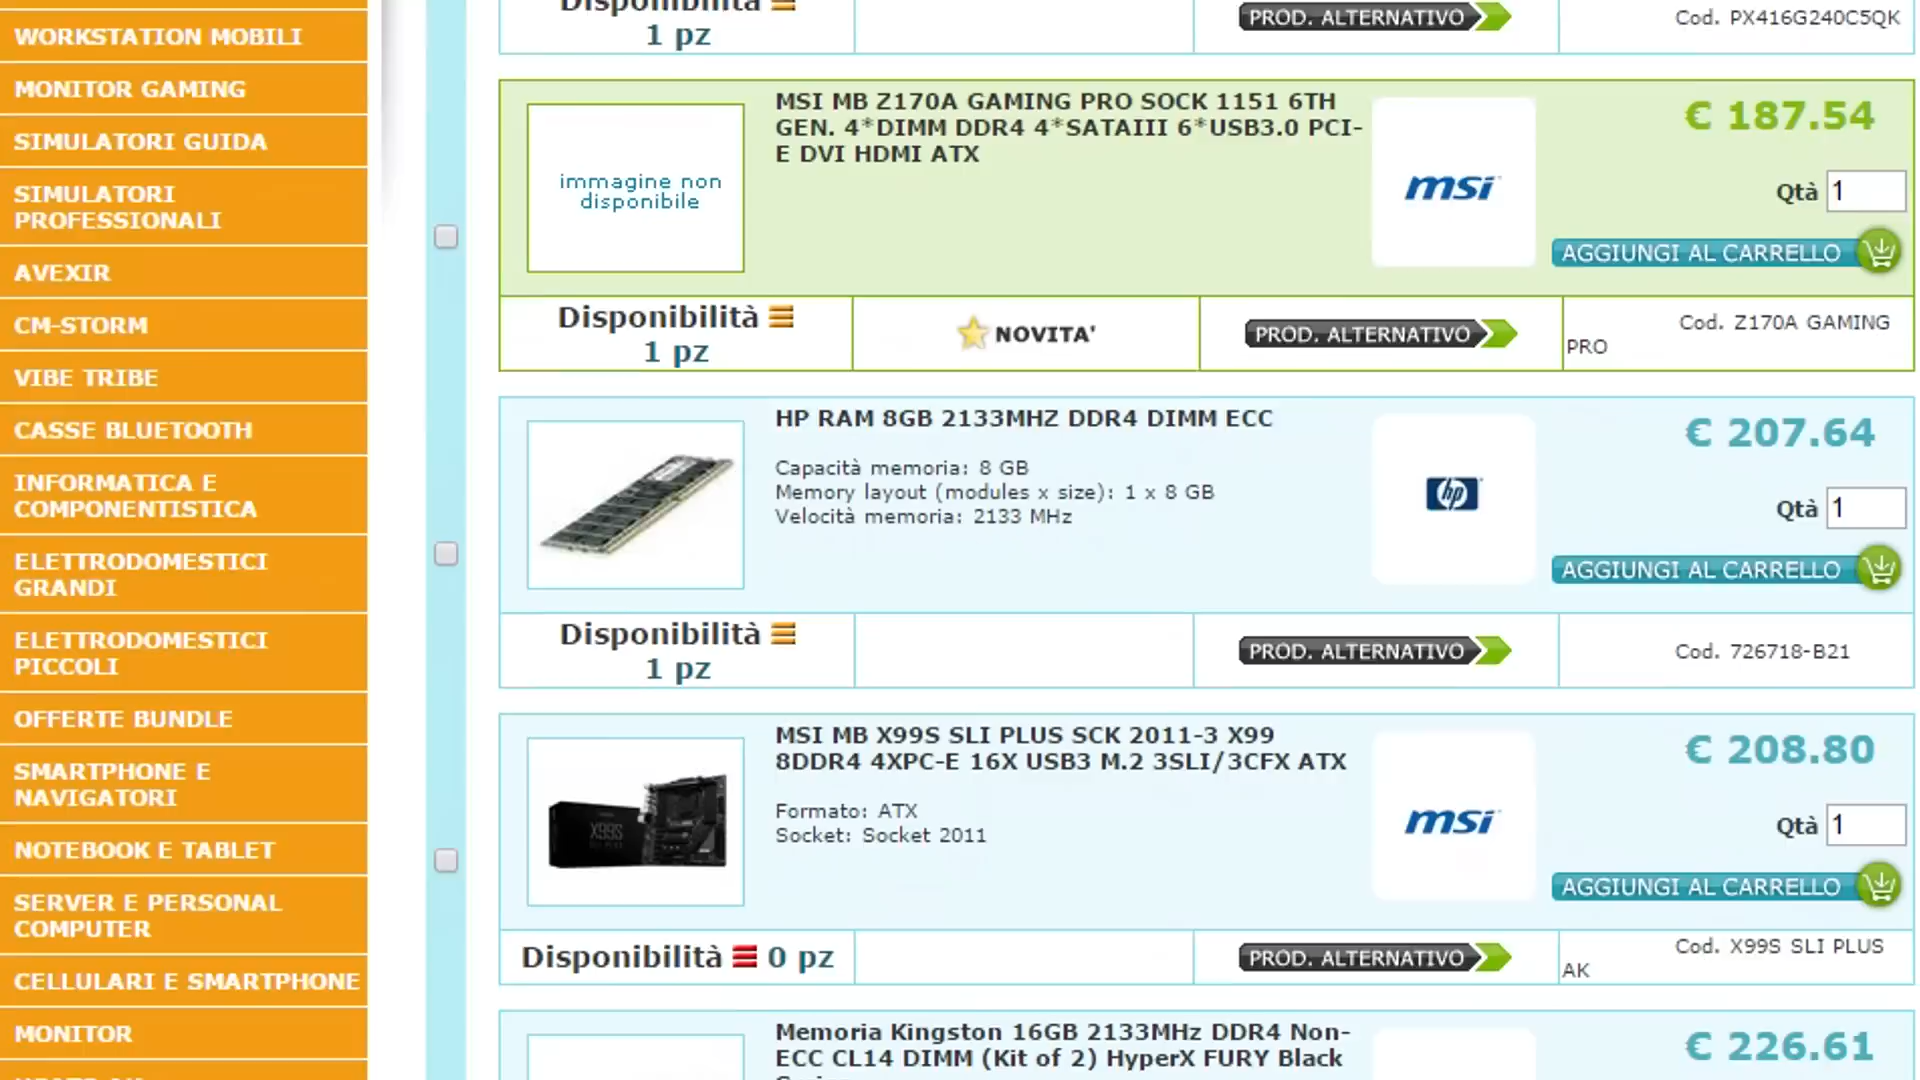 WORKSTATION MOBILI
MONITOR GAMING
SIMULATORI GUIDA
SIMULATORI
PROFESSIONALI
AVEXIR
CM-STORM
VIBE TRIBE
CASSE BLUETOOTH
INFORMATICA E
COMPONENTISTICA
ELETTRODOMESTICI
GRANDI
ELETTRODOMESTICI
PICCOLI
OFFERTE BUNDLE
SMARTPHONE E
NAVIGATORI
NOTEBOOK E TABLET
SERVER E PERSONAL
COMPUTER
CELLULARI E SMARTPHONE
MONITOR
Disponibilità
1 pz
PROD. ALTERNATIVO
Cod. PX416G240C5QK
immagine non
disponibile
MSI MB Z170A GAMING PRO SOCK 1151 6TH
GEN. 4*DIMM DDR4 4*SATAIII 6*USB3.0 PCI-
E DVI HDMI ATX
msi
€ 187.54
Qtà 1
AGGIUNGI AL CARRELLO
Disponibilità
1 pz
NOVITA'
PROD. ALTERNATIVO
Cod. Z170A GAMING
PRO
HP RAM 8GB 2133MHZ DDR4 DIMM ECC
Capacità memoria: 8 GB
Memory layout (modules x size): 1 x 8 GB
Velocità memoria: 2133 MHz
hp
€ 207.64
Qtà 1
AGGIUNGI AL CARRELLO
Disponibilità
1 pz
PROD. ALTERNATIVO
Cod. 726718-B21
X99S
MSI MB X99S SLI PLUS SCK 2011-3 X99
8DDR4 4XPC-E 16X USB3 M.2 3SLI/3CFX ATX
Formato: ATX
Socket: Socket 2011
msi
€ 208.80
Qtà 1
AGGIUNGI AL CARRELLO
Disponibilità 0 pz
PROD. ALTERNATIVO
Cod. X99S SLI PLUS
AK
Memoria Kingston 16GB 2133MHz DDR4 Non-
ECC CL14 DIMM (Kit of 2) HyperX FURY Black
€ 226.61